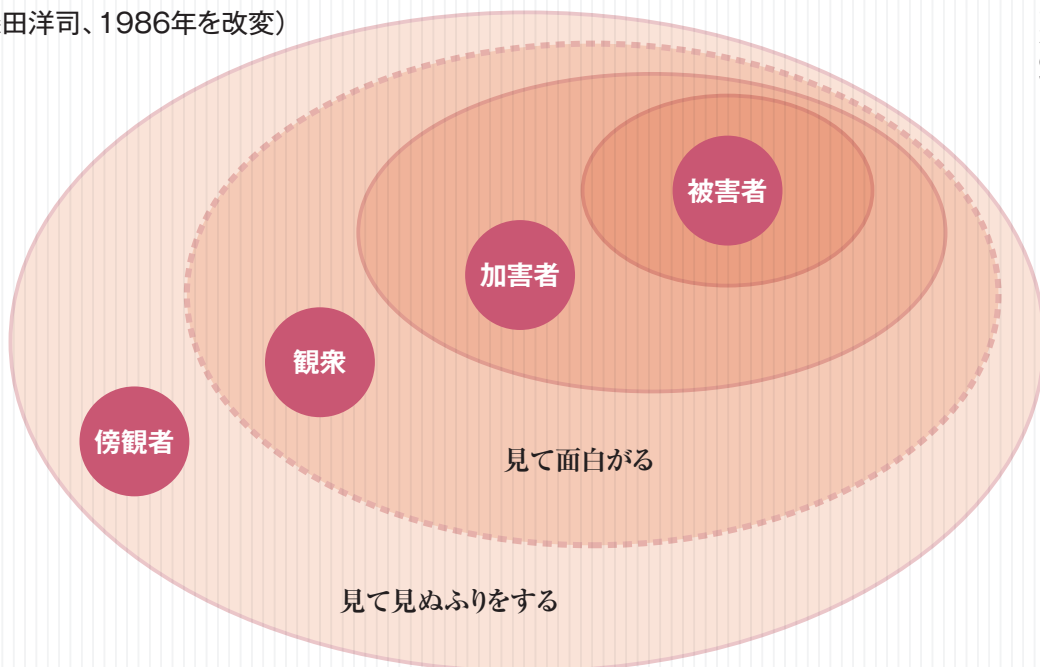 田洋司、1986年を改変）
被害者
加害者
観衆
傍観者
見て面白がる
見て見ぬふりをする